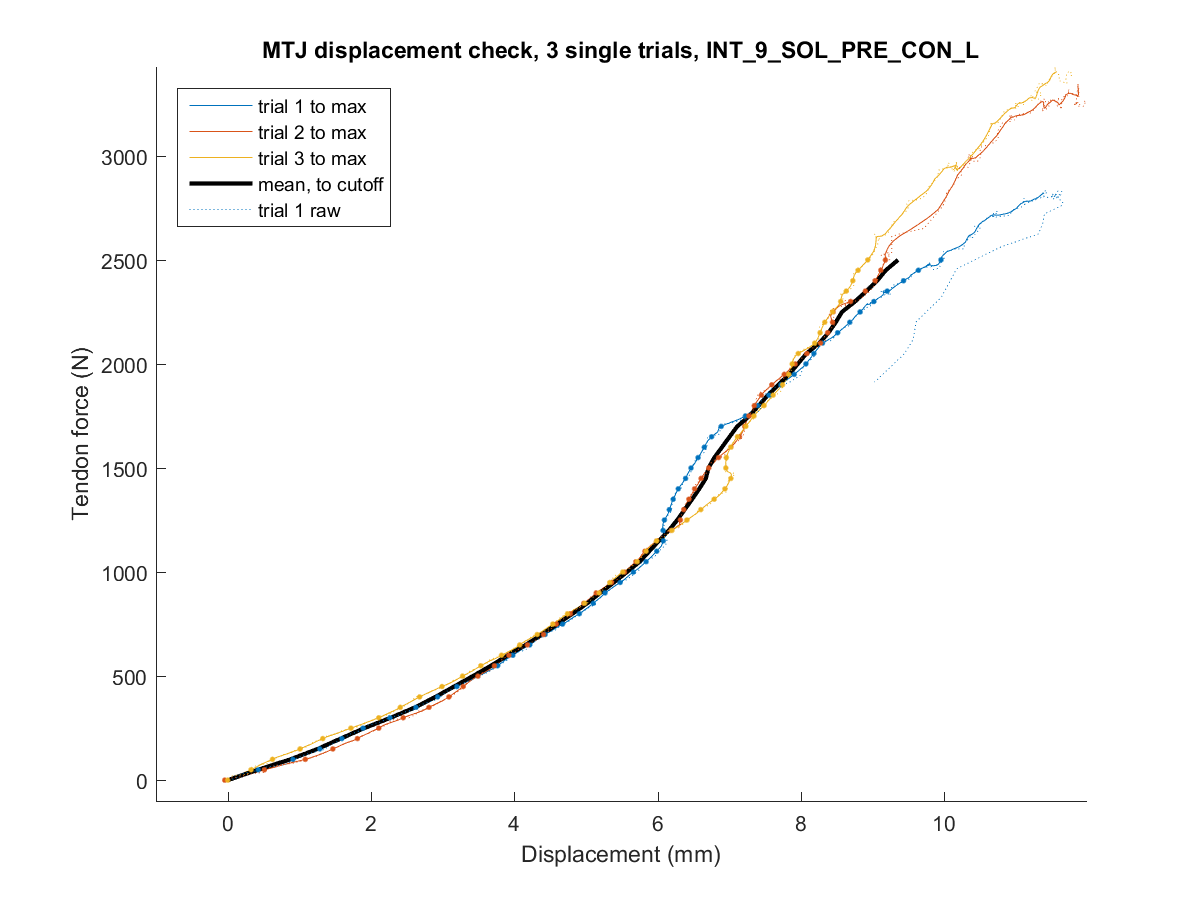 MTJ displacement check, 3 single trials, INT_9_SOL_PRE_CON_L
trial 1 to max
trial 2 to max
trial 3 to max
mean, to cutoff
trial 1 raw
3000
2500
2000
1500
1000
500
0
Tendon force (N)
0 2 4 6 8 10
Displacement (mm)